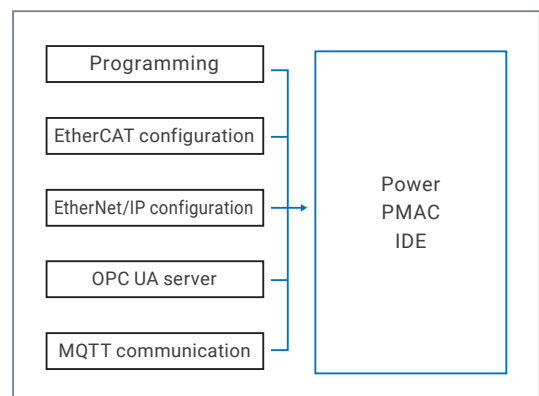 Programming
EtherCAT configuration
EtherNet/IP configuration
OPC UA server
MQTT communication
Power
PMAC
IDE